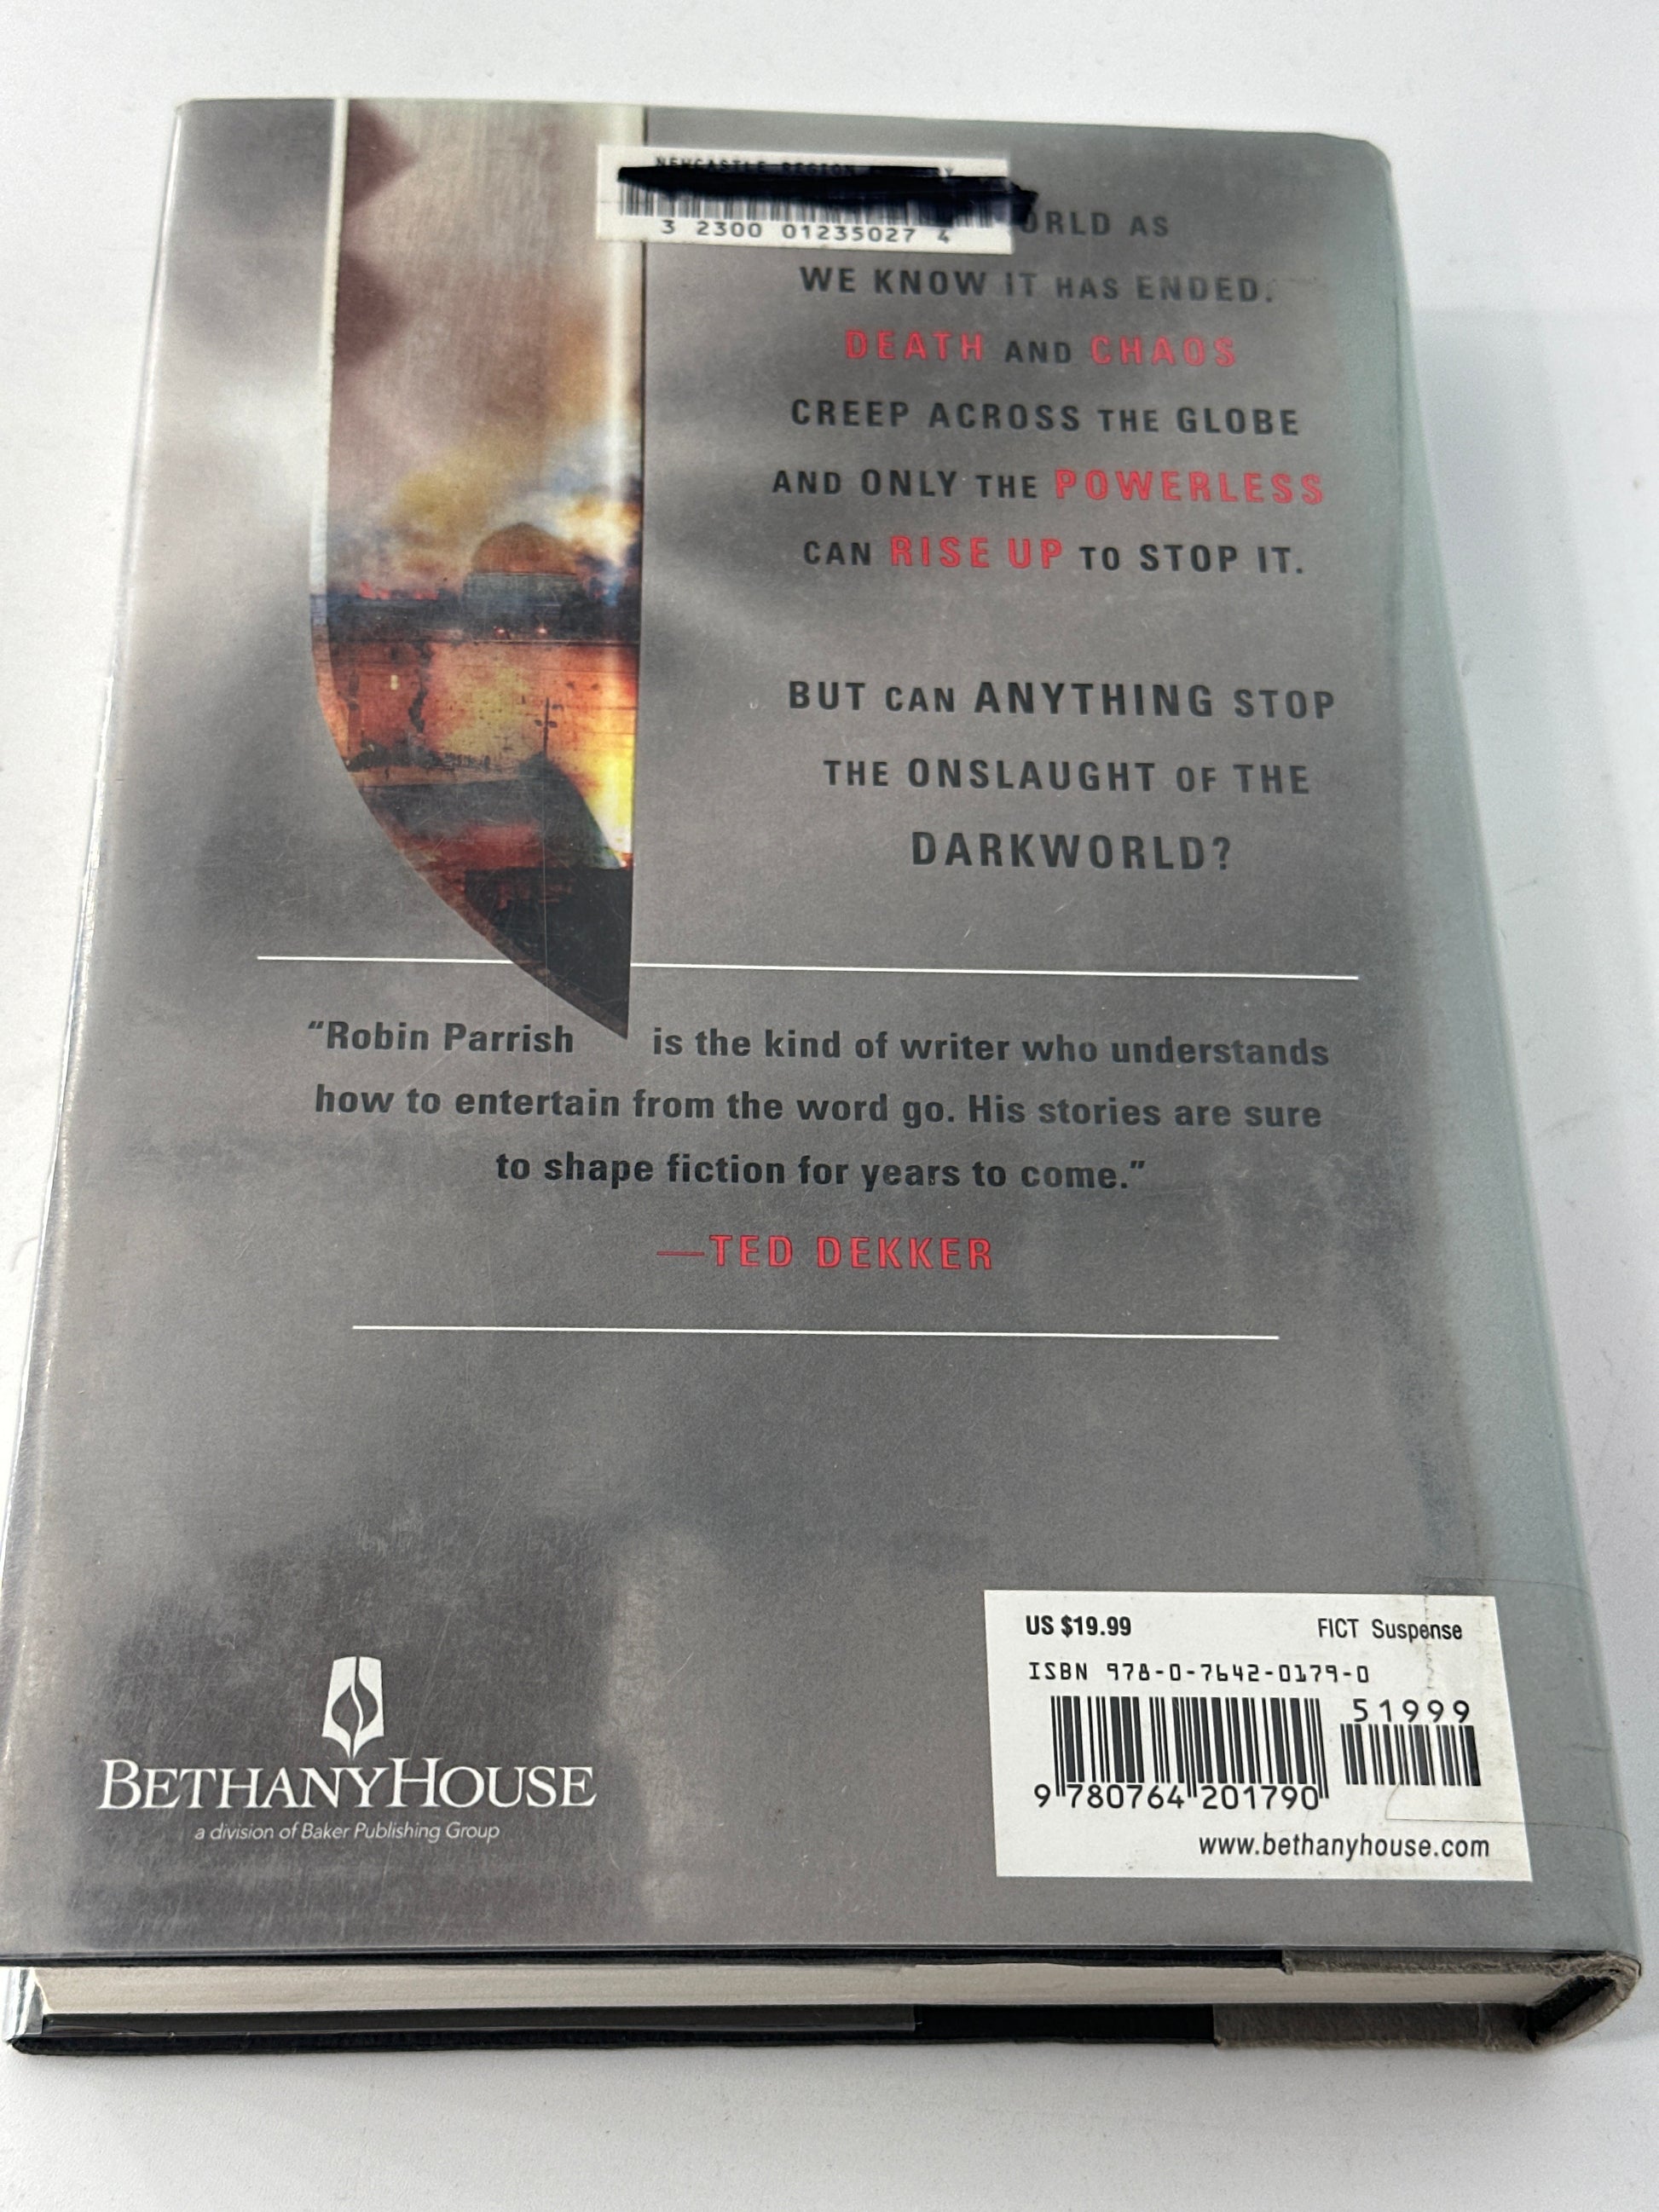 NEWCASTLE REGION
3 2300 01235027 4
ORLD AS
WE KNOW IT HAS ENDED.
DEATH AND CHAOS
CREEP ACROSS THE GLOBE
AND ONLY THE POWERLESS
CAN RISE UP TO STOP IT.
BUT CAN ANYTHING STOP
THE ONSLAUGHT OF THE
DARKWORLD?
“Robin Parrish is the kind of writer who understands
how to entertain from the word go. His stories are sure
to shape fiction for years to come.”
—TED DEKKER
US $19.99 FICT Suspense
ISBN 978-0-7642-0179-0
51999
9 780764 201790
www.bethanyhouse.com
BETHANYHOUSE
a division of Baker Publishing Group